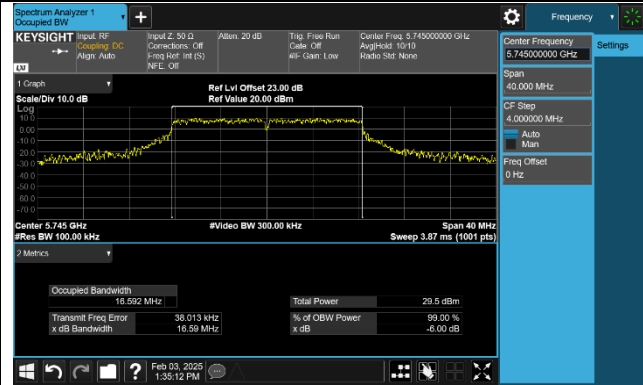 Spectrum Analyzer 1
Occupied BW
+
Frequency
KEYSIGHT
Input: RF
Coupling: DC
Align: Auto
Input Z: 50 Ω
Corrections: Off
Freq Ref: Int (S)
NFE: Off
Atten: 20 dB
Trig: Free Run
Gate: Off
#IF Gain: Low
Center Freq: 5.745000000 GHz
Avg|Hold: 10/10
Radio Std: None
LXI
Center Frequency
5.745000000 GHz
Settings
Span
40.000 MHz
CF Step
4.000000 MHz
Auto
Man
Freq Offset
0 Hz
1 Graph
Scale/Div 10.0 dB
Ref Lvl Offset 23.00 dB
Ref Value 20.00 dBm
Log
10.0
0.00
-10.0
-20.0
-30.0
-40.0
-50.0
-60.0
-70.0
Center 5.745 GHz
#Res BW 100.00 kHz
#Video BW 300.00 kHz
Span 40 MHz
Sweep 3.87 ms (1001 pts)
2 Metrics
Occupied Bandwidth
16.592 MHz
Total Power
29.5 dBm
Transmit Freq Error
38.013 kHz
% of OBW Power
99.00 %
x dB Bandwidth
16.59 MHz
x dB
-6.00 dB
?
Feb 03, 2025
1:35:12 PM